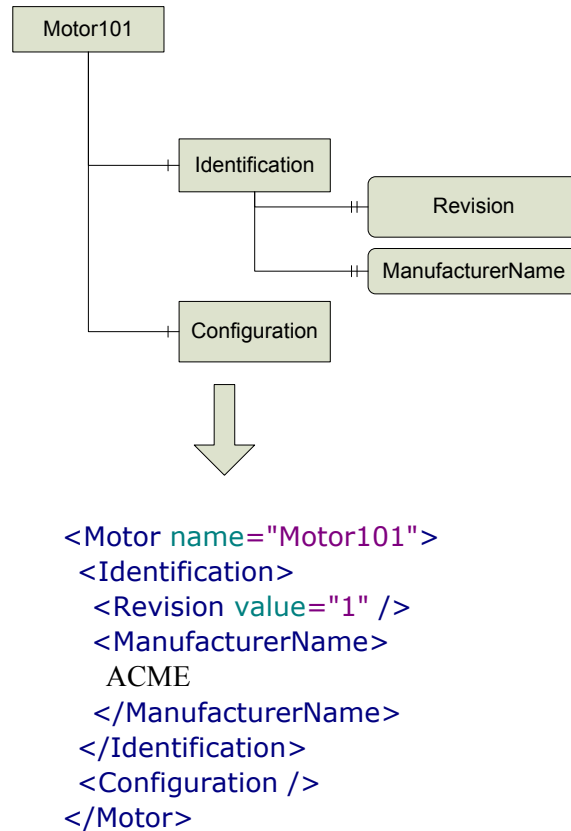 Motor101
Identification
Revision
ManufacturerName
Configuration
<Motor name="Motor101">
<Identification>
<Revision value="1" />
<ManufacturerName>
ACME
</ManufacturerName>
</Identification>
<Configuration />
</Motor>